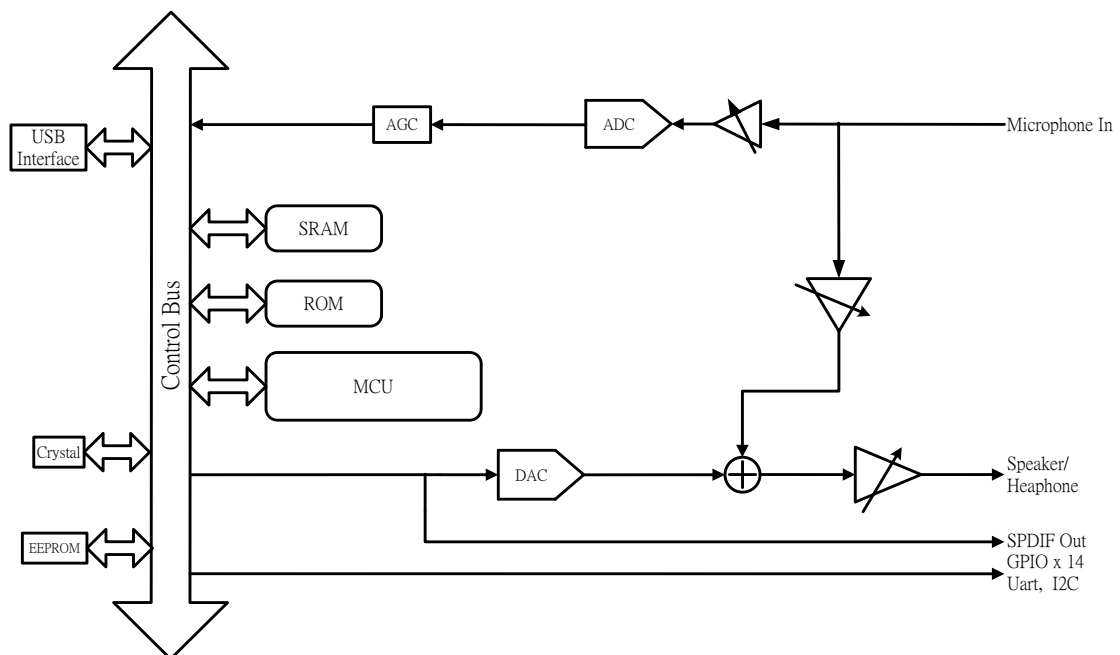 USB
Interface
AGC
ADC
Microphone In
SRAM
ROM
Control Bus
MCU
Crystal
DAC
Speaker/
Heaphone
EEPROM
SPDIF Out
GPIO x 14
Uart, I2C